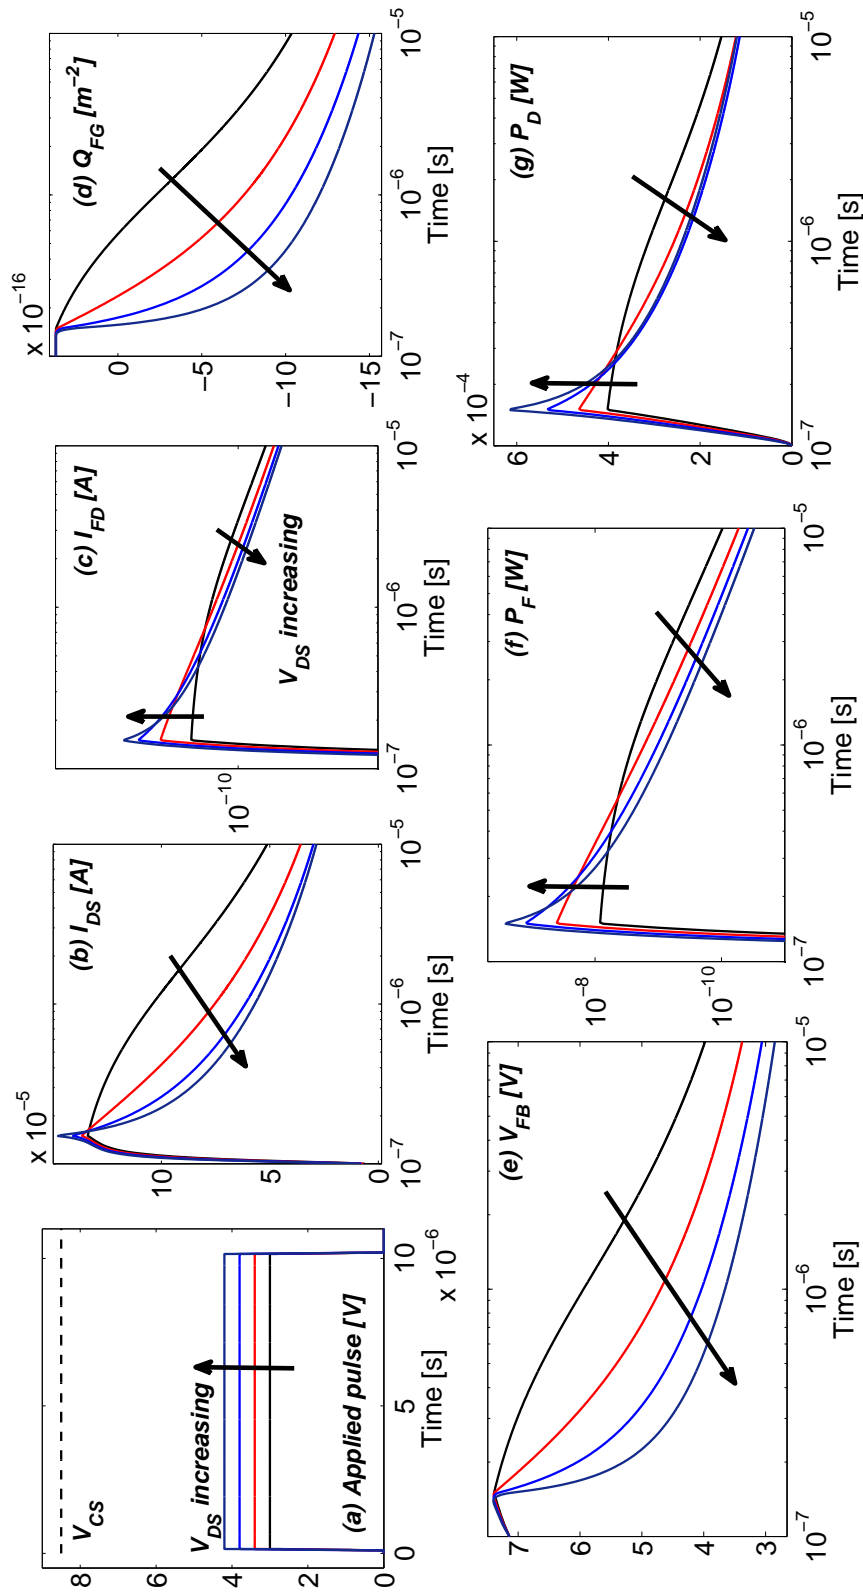 V_CS
V_DS increasing
(a) Applied pulse [V]
0
2
4
6
8
0
5
10
x 10^−6
Time [s]
x 10^−5
(b) I_DS [A]
0
5
10
10^−7
10^−6
10^−5
Time [s]
(c) I_FD [A]
V_DS increasing
10^−10
10^−7
10^−6
10^−5
Time [s]
x 10^−16
(d) Q_FG [m^−2]
0
−5
−10
−15
10^−7
10^−6
10^−5
Time [s]
(e) V_FB [V]
3
4
5
6
7
10^−7
10^−6
10^−5
Time [s]
(f) P_F [W]
10^−8
10^−10
10^−7
10^−6
10^−5
Time [s]
x 10^−4
(g) P_D [W]
0
2
4
6
10^−7
10^−6
10^−5
Time [s]